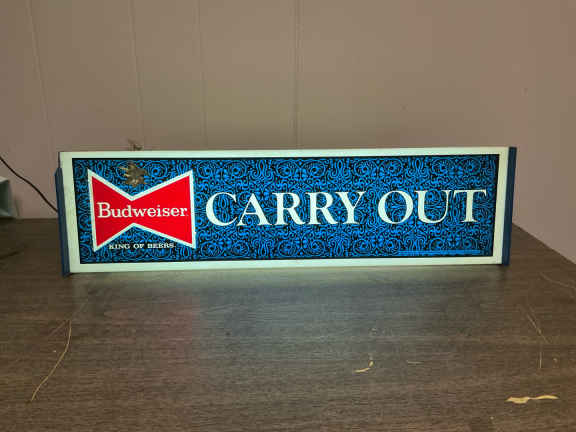 Budweiser
KING OF BEERS.
CARRY OUT